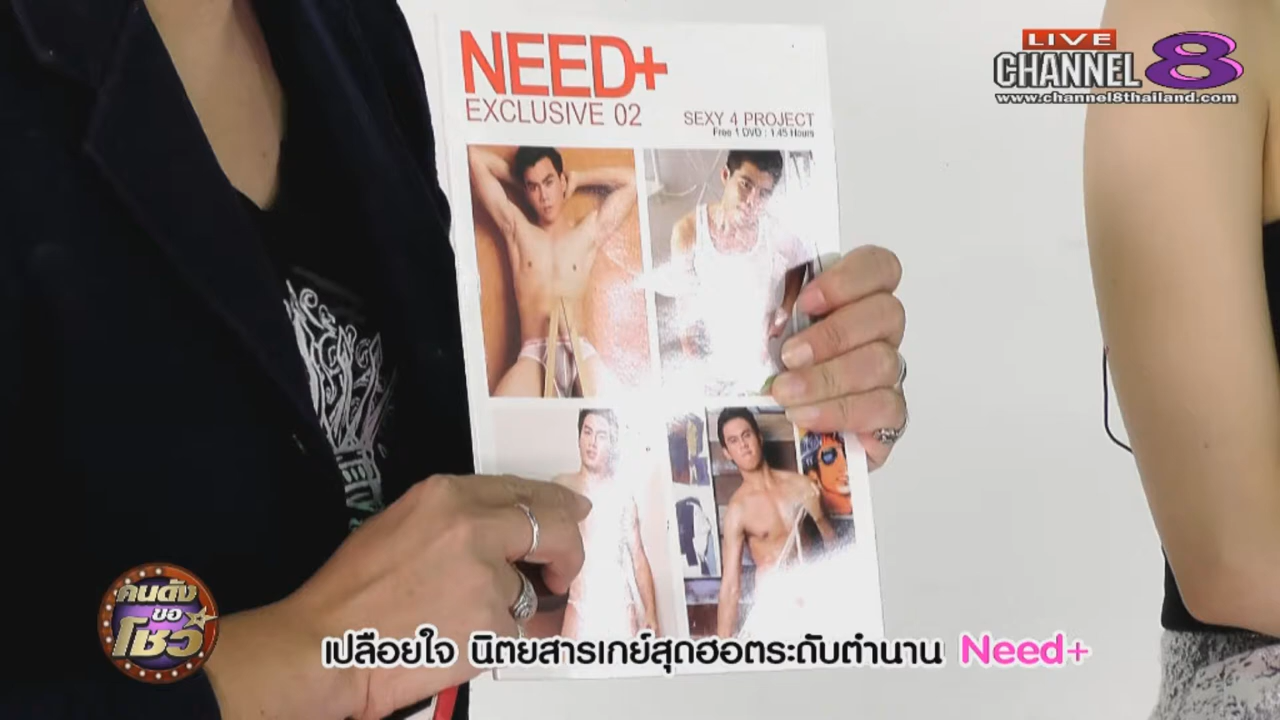 NEED+
EXCLUSIVE 02
SEXY 4 PROJECT
Free 1 DVD : 1.45 Hours
LIVE
CHANNEL 8
www.channel8thailand.com
คนดัง
ขอ
โชว์
เปลือยใจ นิตยสารเกย์สุดฮอตระดับตำนาน Need+